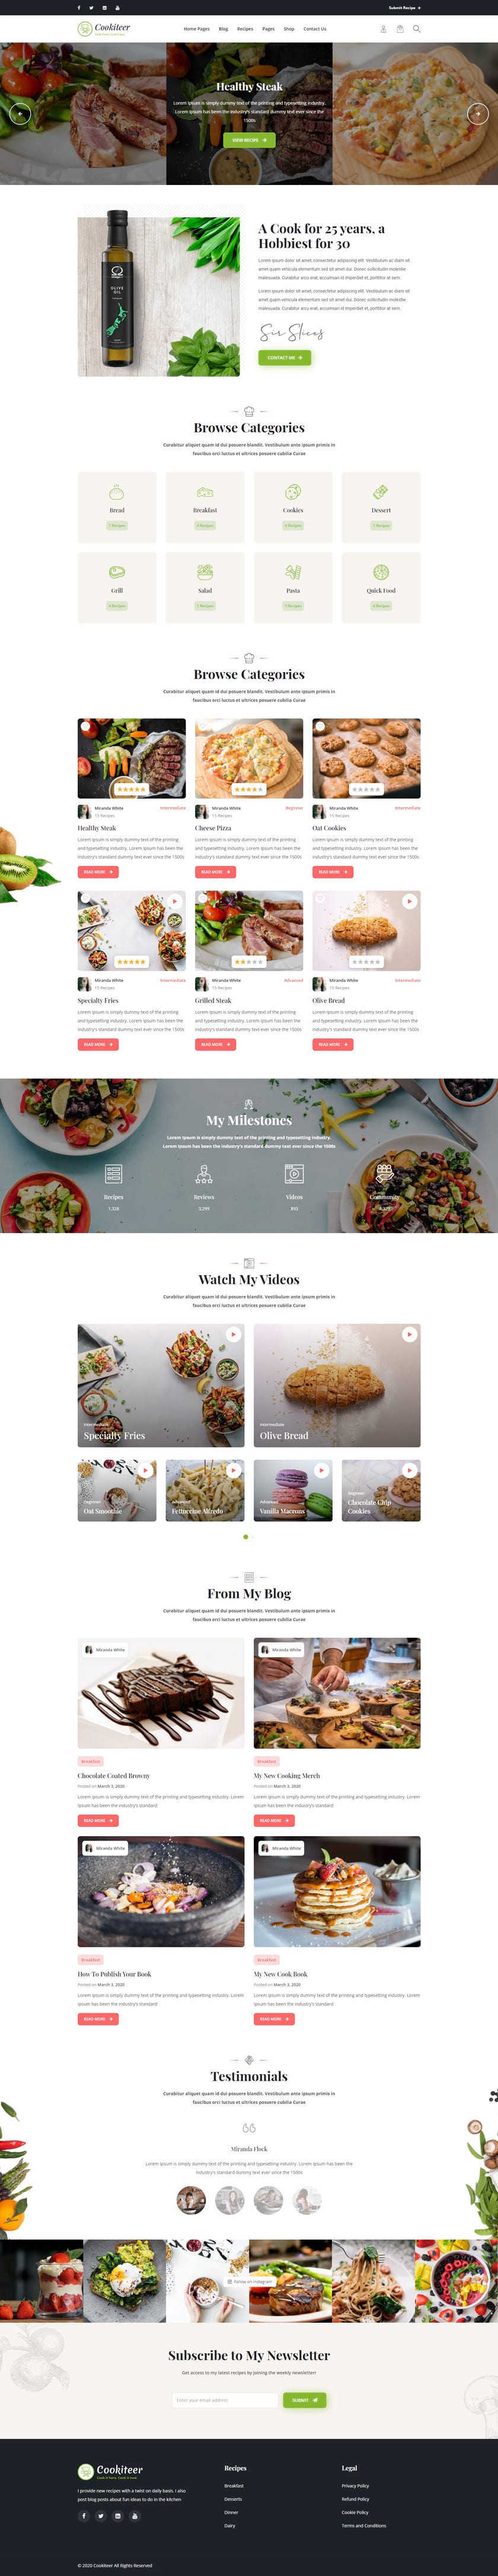 Submit Recipe
Cookiteer
Home Pages Blog Recipes Pages Shop Contact Us
Healthy Steak
Lorem ipsum is simply dummy text of the printing and typesetting industry.
Lorem ipsum has been the industry's standard dummy text ever since the
1500s
VIEW RECIPE
OLIVE
OIL
A Cook for 25 years, a
Hobbiest for 30
Lorem ipsum dolor sit amet, consectetur adipiscing elit. Vestibulum ac diam sit
amet quam vehicula elementum sed sit amet dui. Donec sollicitudin molestie
malesuada. Curabitur arcu erat, accumsan id imperdiet et, porttitor at sem.
Lorem ipsum dolor sit amet, consectetur adipiscing elit. Vestibulum ac diam sit
amet quam vehicula elementum sed sit amet dui. Donec sollicitudin molestie
malesuada. Curabitur arcu erat, accumsan id imperdiet et, porttitor at sem.
Sir Slices
CONTACT ME
Browse Categories
Curabitur aliquet quam id dui posuere blandit. Vestibulum ante ipsum primis in
faucibus orci luctus et ultrices posuere cubilia Curae
Bread Breakfast Cookies Dessert
Grill Salad Pasta Quick Food
Browse Categories
Curabitur aliquet quam id dui posuere blandit. Vestibulum ante ipsum primis in
faucibus orci luctus et ultrices posuere cubilia Curae
Miranda White Intermediate
15 Recipes
Healthy Steak
Lorem ipsum is simply dummy text of the printing
and typesetting industry. Lorem ipsum has been the
industry's standard dummy text ever since the 1500s
READ MORE
Miranda White Beginner
15 Recipes
Cheese Pizza
Lorem ipsum is simply dummy text of the printing
and typesetting industry. Lorem ipsum has been the
industry's standard dummy text ever since the 1500s
READ MORE
Miranda White Intermediate
15 Recipes
Oat Cookies
Lorem ipsum is simply dummy text of the printing
and typesetting industry. Lorem ipsum has been the
industry's standard dummy text ever since the 1500s
READ MORE
Miranda White Intermediate
15 Recipes
Specialty Fries
Lorem ipsum is simply dummy text of the printing
and typesetting industry. Lorem ipsum has been the
industry's standard dummy text ever since the 1500s
READ MORE
Miranda White Advanced
15 Recipes
Grilled Steak
Lorem ipsum is simply dummy text of the printing
and typesetting industry. Lorem ipsum has been the
industry's standard dummy text ever since the 1500s
READ MORE
Miranda White Intermediate
15 Recipes
Olive Bread
Lorem ipsum is simply dummy text of the printing
and typesetting industry. Lorem ipsum has been the
industry's standard dummy text ever since the 1500s
READ MORE
My Milestones
Lorem ipsum is simply dummy text of the printing and typesetting industry.
Lorem ipsum has been the industry's standard dummy text ever since the 1500s
Recipes Reviews Videos Community
Watch My Videos
Curabitur aliquet quam id dui posuere blandit. Vestibulum ante ipsum primis in
faucibus orci luctus et ultrices posuere cubilia Curae
Intermediate
Specialty Fries
Intermediate
Olive Bread
Beginner
Oat Smoothie
Advanced
Fettuccine Alfredo
Advanced
Vanilla Macrons
Beginner
Chocolate Chip
Cookies
From My Blog
Curabitur aliquet quam id dui posuere blandit. Vestibulum ante ipsum primis in
faucibus orci luctus et ultrices posuere cubilia Curae
Miranda White
Breakfast
Chocolate Coated Browny
Posted on March 3, 2020
Lorem ipsum is simply dummy text of the printing and typesetting industry. Lorem
ipsum has been the industry's standard
READ MORE
Miranda White
Breakfast
My New Cooking Merch
Posted on March 3, 2020
Lorem ipsum is simply dummy text of the printing and typesetting industry. Lorem
ipsum has been the industry's standard
READ MORE
Miranda White
Breakfast
How To Publish Your Book
Posted on March 3, 2020
Lorem ipsum is simply dummy text of the printing and typesetting industry. Lorem
ipsum has been the industry's standard
READ MORE
Miranda White
Breakfast
My New Cook Book
Posted on March 3, 2020
Lorem ipsum is simply dummy text of the printing and typesetting industry. Lorem
ipsum has been the industry's standard
READ MORE
Testimonials
Curabitur aliquet quam id dui posuere blandit. Vestibulum ante ipsum primis in
faucibus orci luctus et ultrices posuere cubilia Curae
Miranda Flock
Lorem ipsum is simply dummy text of the printing and typesetting industry. Lorem ipsum has been the
industry's standard dummy text ever since the 1500s
Follow on Instagram
Subscribe to My Newsletter
Get access to my latest recipes by joining the weekly newsletterr
Enter your email address
SUBMIT
Cookiteer
I provide new recipes with a twist on daily basis. I also
post blog posts about fun ideas to do in the kitchen
Recipes
Breakfast
Desserts
Dinner
Dairy
Legal
Privacy Policy
Refund Policy
Cookie Policy
Terms and Conditions
© 2020 Cookiteer All Rights Reserved